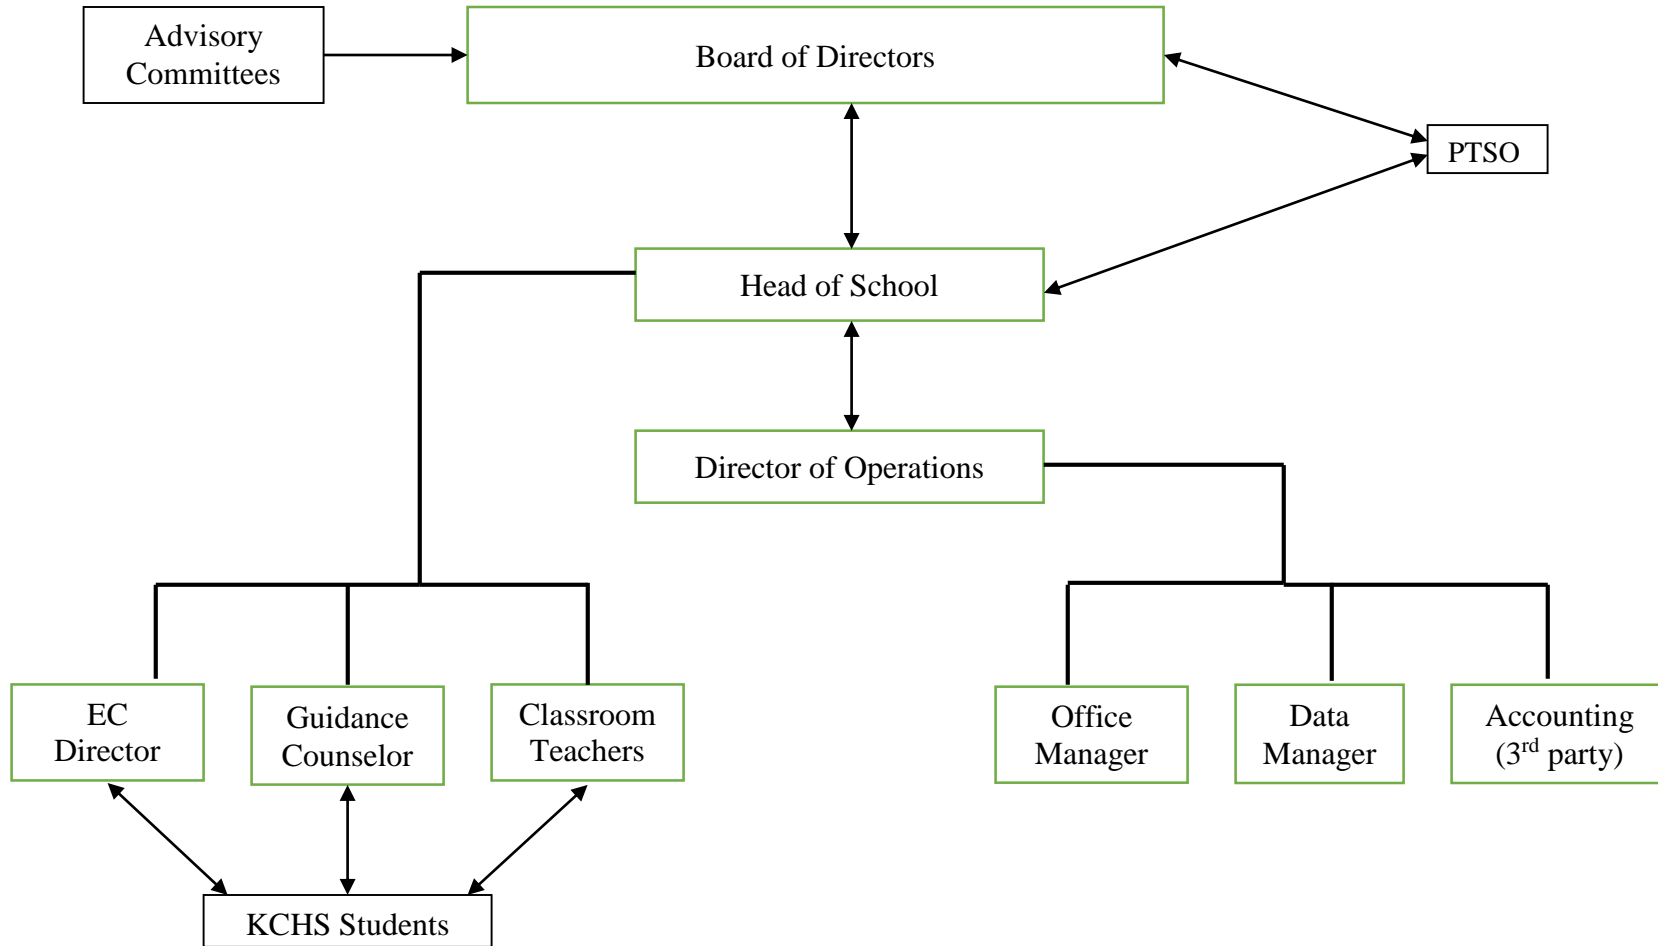 Advisory
Committees
Board of Directors
PTSO
Head of School
Director of Operations
EC
Director
Guidance
Counselor
Classroom
Teachers
Office
Manager
Data
Manager
Accounting
(3rd party)
KCHS Students